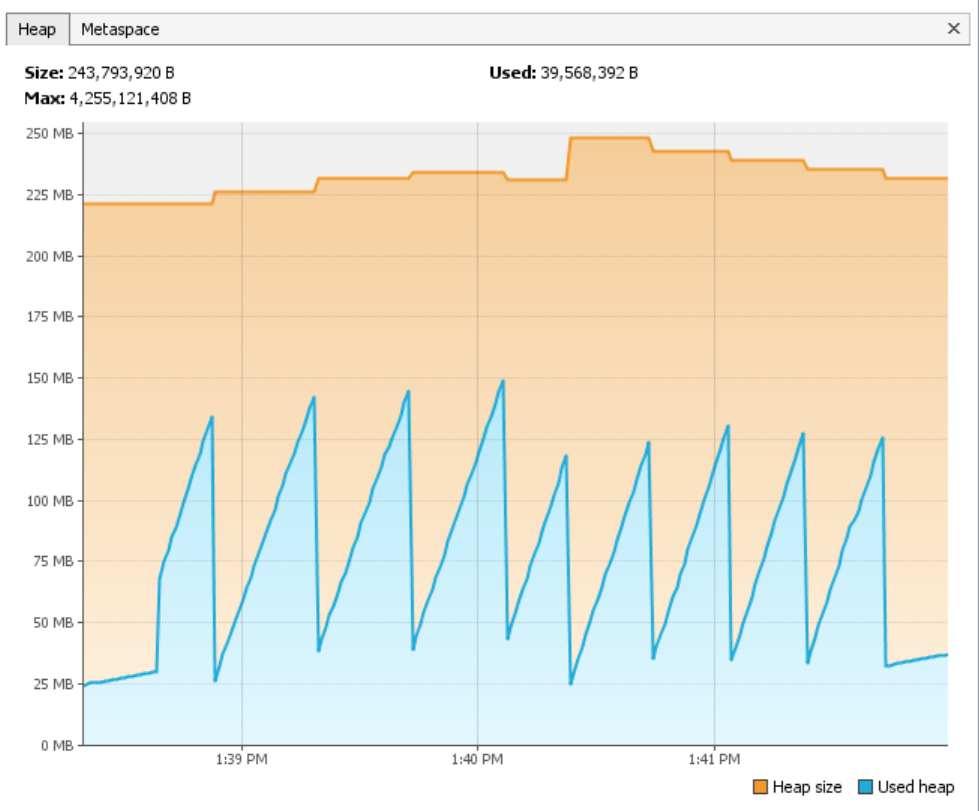 Heap Metaspace
Size: 243,793,920 B Used: 39,568,392 B
Max: 4,255,121,408 B
250 MB
225 MB
200 MB
175 MB
150 MB
125 MB
100 MB
75 MB
50 MB
25 MB
0 MB
1:39 PM 1:40 PM 1:41 PM
Heap size Used heap